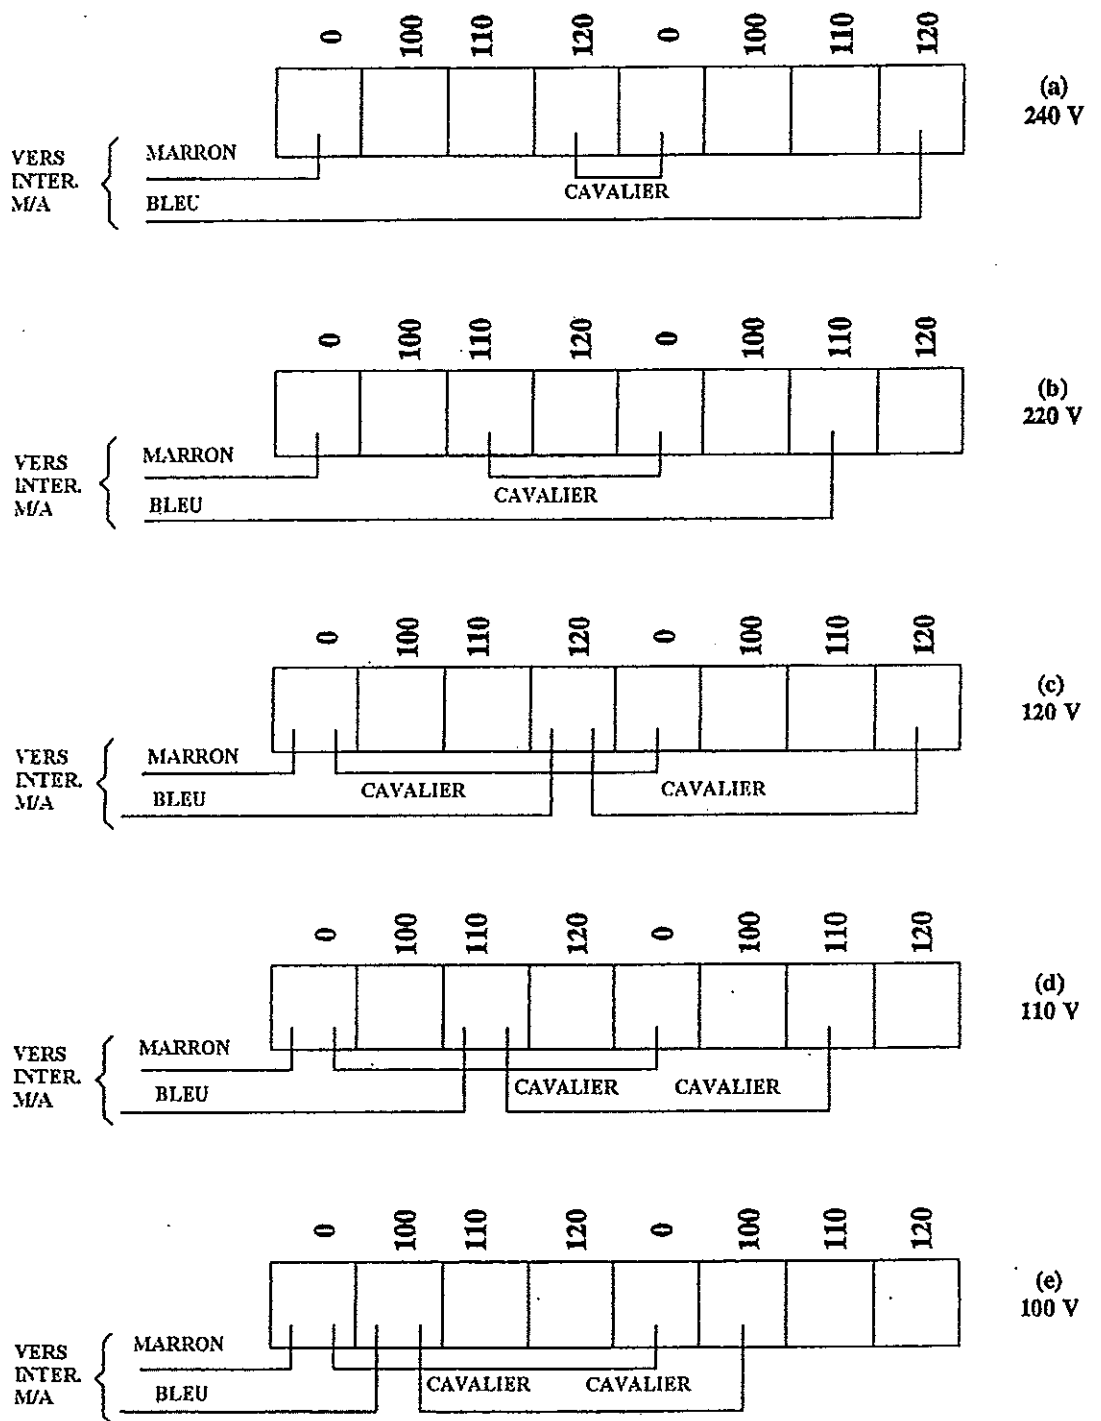 0 100 110 120 0 100 110 120
(a)
240 V
VERS
INTER.
M/A
MARRON
BLEU
CAVALIER
0 100 110 120 0 100 110 120
(b)
220 V
VERS
INTER.
M/A
MARRON
BLEU
CAVALIER
0 100 110 120 0 100 110 120
(c)
120 V
VERS
INTER.
M/A
MARRON
BLEU
CAVALIER CAVALIER
0 100 110 120 0 100 110 120
(d)
110 V
VERS
INTER.
M/A
MARRON
BLEU
CAVALIER CAVALIER
0 100 110 120 0 100 110 120
(e)
100 V
VERS
INTER.
M/A
MARRON
BLEU
CAVALIER CAVALIER